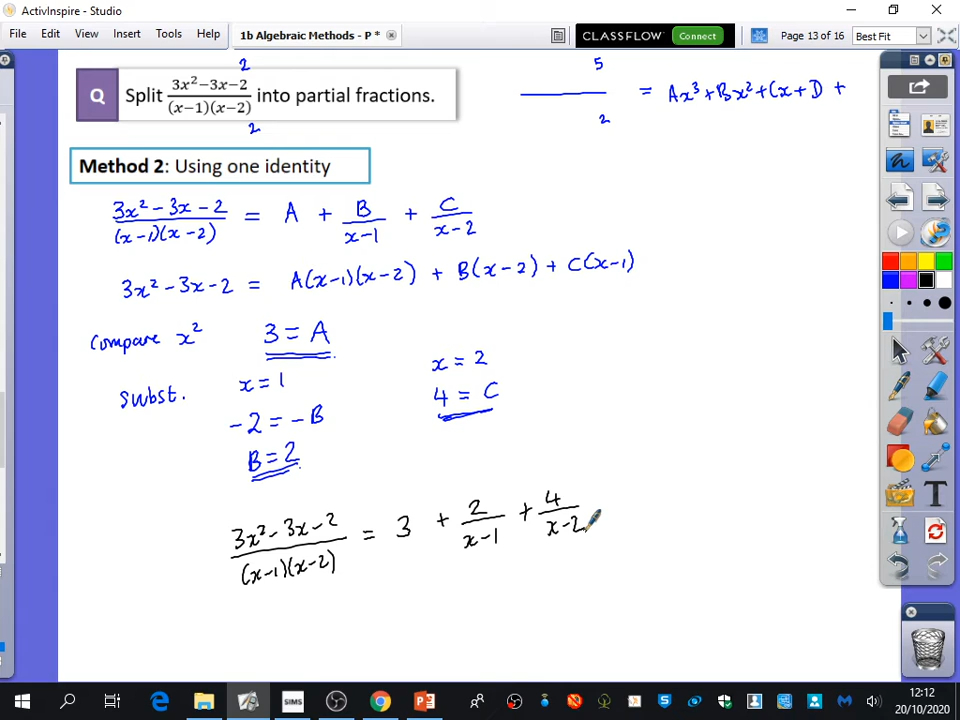 ActivInspire - Studio
File Edit View Insert Tools Help 1b Algebraic Methods - P * CLASSFLOW Connect Page 13 of 16 Best Fit
2
Q Split (3x²−3x−2)/((x−1)(x−2)) into partial fractions.
2
5
―――― = Ax³+Bx²+Cx+D +
2
Method 2: Using one identity
(3x²−3x−2)/((x−1)(x−2)) = A + B/(x−1) + C/(x−2)
3x²−3x−2 = A(x−1)(x−2) + B(x−2) + C(x−1)
Compare x² 3 = A
Subst. x=1
-2 = -B
B = 2
x = 2
4 = C
(3x²−3x−2)/((x−1)(x−2)) = 3 + 2/(x−1) + 4/(x−2)
T
SIMS
12:12
20/10/2020